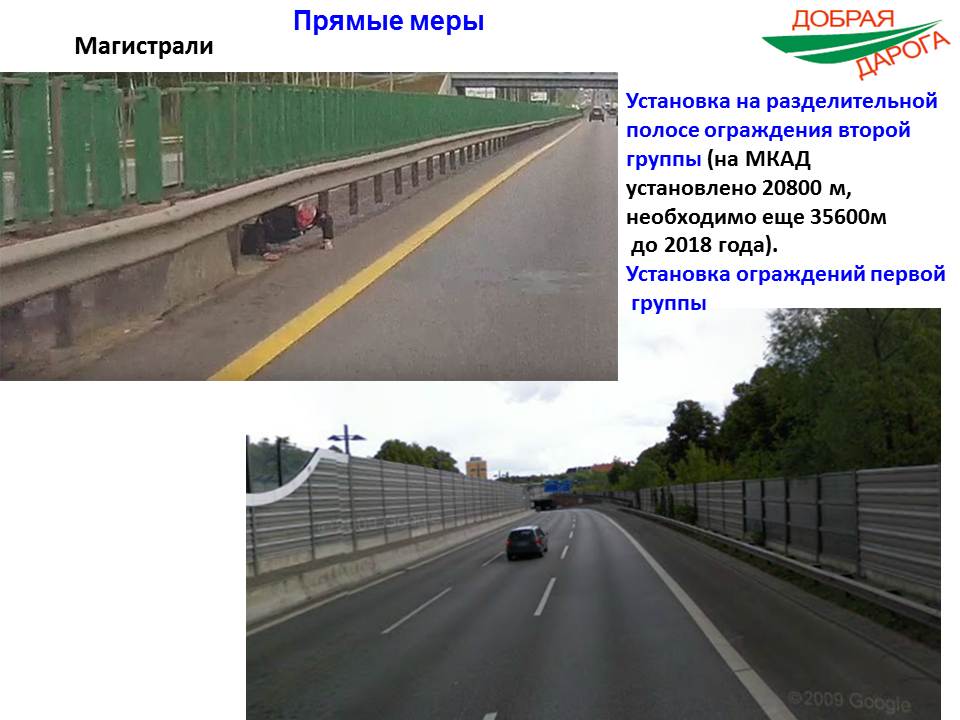 Прямые меры
Магистрали
ДОБРАЯ
ДАРОГА
Установка на разделительной
полосе ограждения второй
группы (на МКАД
установлено 20800 м,
необходимо еще 35600м
до 2018 года).
Установка ограждений первой
группы
©2009 Google